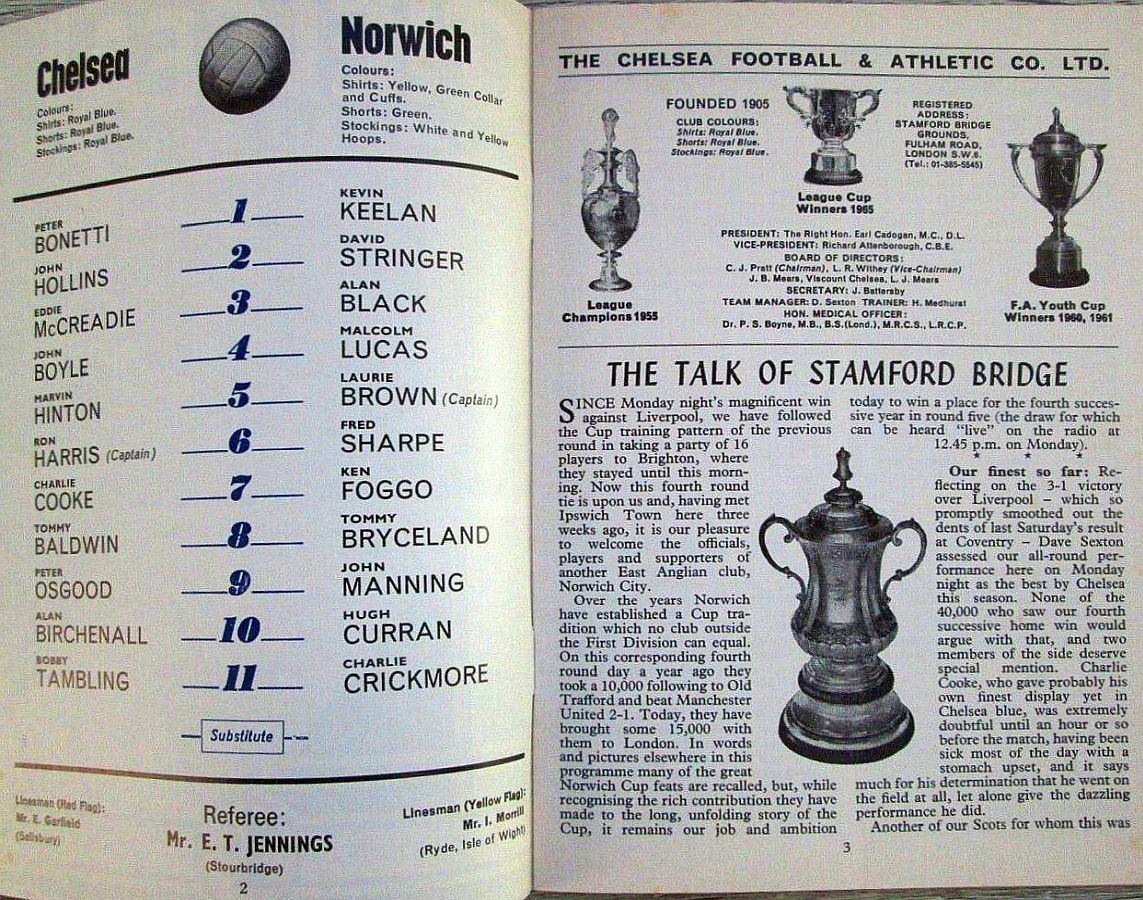 Chelsea
Colours:
Shirts: Royal Blue.
Shorts: Royal Blue.
Stockings: Royal Blue.
Norwich
Colours:
Shirts: Yellow, Green Collar
and Cuffs.
Shorts: Green.
Stockings: White and Yellow
Hoops.
PETER
BONETTI
1
KEVIN
KEELAN
JOHN
HOLLINS
2
DAVID
STRINGER
EDDIE
McCREADIE
3
ALAN
BLACK
JOHN
BOYLE
4
MALCOLM
LUCAS
MARVIN
HINTON
5
LAURIE
BROWN (Captain)
RON
HARRIS (Captain)
6
FRED
SHARPE
CHARLIE
COOKE
7
KEN
FOGGO
TOMMY
BALDWIN
8
TOMMY
BRYCELAND
PETER
OSGOOD
9
JOHN
MANNING
ALAN
BIRCHENALL
10
HUGH
CURRAN
BOBBY
TAMBLING
11
CHARLIE
CRICKMORE
Substitute
Linesman (Red Flag):
Mr. E. Garfield
(Salisbury)
Referee:
Mr. E. T. JENNINGS
(Stourbridge)
Linesman (Yellow Flag):
Mr. I. Morrill
(Ryde, Isle of Wight)
2
THE CHELSEA FOOTBALL & ATHLETIC CO. LTD.
FOUNDED 1905
CLUB COLOURS:
Shirts: Royal Blue.
Shorts: Royal Blue.
Stockings: Royal Blue.
REGISTERED
ADDRESS:
STAMFORD BRIDGE
GROUNDS,
FULHAM ROAD,
LONDON S.W.6.
(Tel.: 01-385-5545)
League Cup
Winners 1965
PRESIDENT: The Right Hon. Earl Cadogan, M.C., D.L.
VICE-PRESIDENT: Richard Attenborough, C.B.E.
BOARD OF DIRECTORS:
C. J. Pratt (Chairman), L. R. Withey (Vice-Chairman)
J. B. Mears, Viscount Chelsea, L. J. Mears
SECRETARY: J. Battersby
TEAM MANAGER: D. Sexton TRAINER: H. Medhurst
HON. MEDICAL OFFICER:
Dr. P. S. Boyne, M.B., B.S.(Lond.), M.R.C.S., L.R.C.P.
League
Champions 1955
F.A. Youth Cup
Winners 1960, 1961
THE TALK OF STAMFORD BRIDGE
SINCE Monday night's magnificent win
against Liverpool, we have followed
the Cup training pattern of the previous
round in taking a party of 16
players to Brighton, where
they stayed until this morn-
ing. Now this fourth round
tie is upon us and, having met
Ipswich Town here three
weeks ago, it is our pleasure
to welcome the officials,
players and supporters of
another East Anglian club,
Norwich City.
Over the years Norwich
have established a Cup tra-
dition which no club outside
the First Division can equal.
On this corresponding fourth
round day a year ago they
took a 10,000 following to Old
Trafford and beat Manchester
United 2-1. Today, they have
brought some 15,000 with
them to London. In words
and pictures elsewhere in this
programme many of the great
Norwich Cup feats are recalled, but, while
recognising the rich contribution they have
made to the long, unfolding story of the
Cup, it remains our job and ambition
today to win a place for the fourth succes-
sive year in round five (the draw for which
can be heard "live" on the radio at
12.45 p.m. on Monday).
* * *
Our finest so far: Re-
flecting on the 3-1 victory
over Liverpool – which so
promptly smoothed out the
dents of last Saturday's result
at Coventry – Dave Sexton
assessed our all-round per-
formance here on Monday
night as the best by Chelsea
this season. None of the
40,000 who saw our fourth
successive home win would
argue with that, and two
members of the side deserve
special mention. Charlie
Cooke, who gave probably his
own finest display yet in
Chelsea blue, was extremely
doubtful until an hour or so
before the match, having been
sick most of the day with a
stomach upset, and it says
much for his determination that he went on
the field at all, let alone give the dazzling
performance he did.
Another of our Scots for whom this was
3